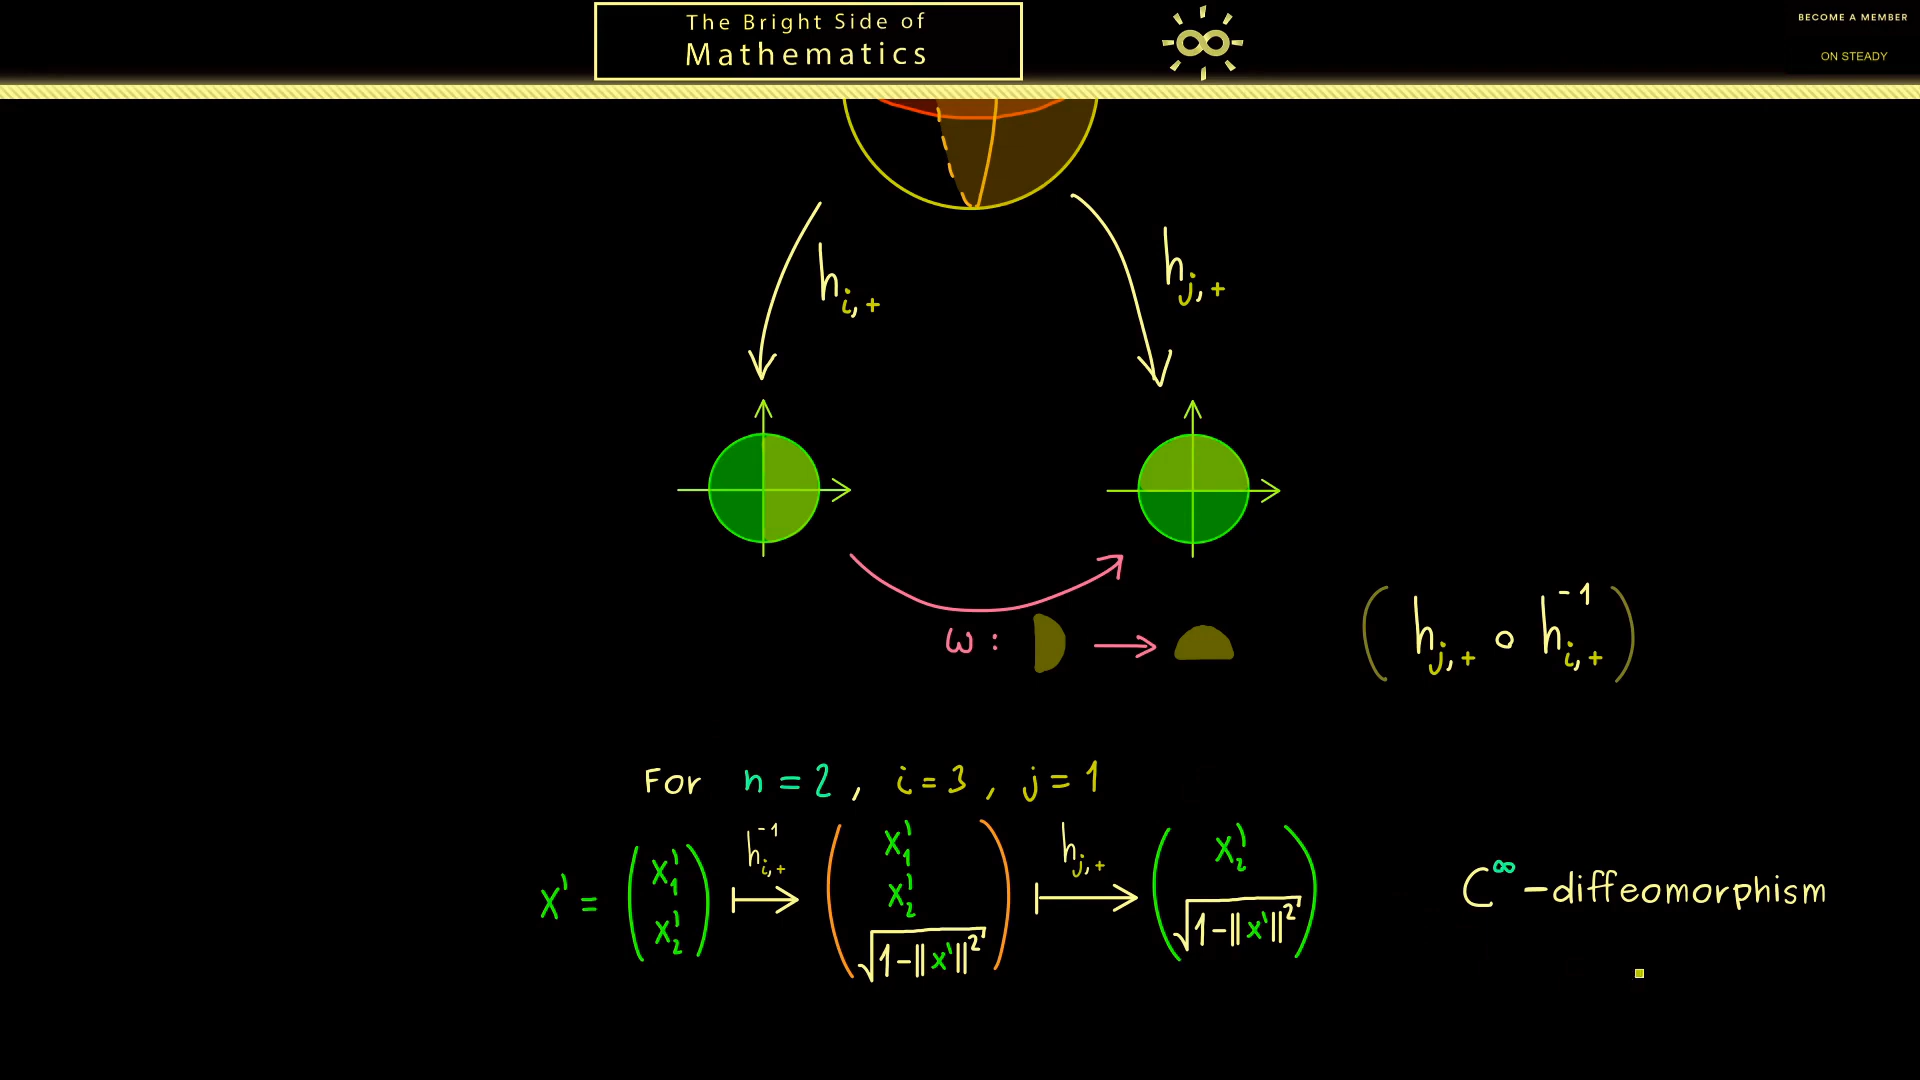 The Bright Side of
Mathematics
BECOME A MEMBER
ON STEADY
h_{i,+}
h_{j,+}
ω :
→
( h_{j,+} ∘ h_{i,+}^{-1} )
For n = 2 , i = 3 , j = 1
x' = ( x'_1 x'_2 ) ↦ h_{i,+}^{-1} ( x'_1 x'_2 √(1-||x'||²) ) ↦ h_{j,+} ( x'_2 √(1-||x'||²) )
C^∞ -diffeomorphism